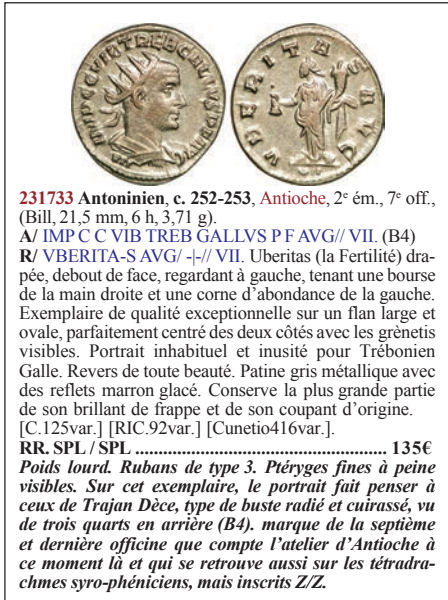 IMP C C VIB TREB GALLVS P F AVG
VBERITAS AVG
231733 Antoninien, c. 252-253, Antioche, 2e ém., 7e off.,
(Bill, 21,5 mm, 6 h, 3,71 g).
A/ IMP C C VIB TREB GALLVS P F AVG// VII. (B4)
R/ VBERITA-S AVG/ -|-// VII. Uberitas (la Fertilité) dra-
pée, debout de face, regardant à gauche, tenant une bourse
de la main droite et une corne d’abondance de la gauche.
Exemplaire de qualité exceptionnelle sur un flan large et
ovale, parfaitement centré des deux côtés avec les grènetis
visibles. Portrait inhabituel et inusité pour Trébonien
Galle. Revers de toute beauté. Patine gris métallique avec
des reflets marron glacé. Conserve la plus grande partie
de son brillant de frappe et de son coupant d’origine.
[C.125var.] [RIC.92var.] [Cunetio416var.].
RR. SPL / SPL ................................................ 135€
Poids lourd. Rubans de type 3. Ptéryges fines à peine
visibles. Sur cet exemplaire, le portrait fait penser à
ceux de Trajan Dèce, type de buste radié et cuirassé, vu
de trois quarts en arrière (B4). marque de la septième
et dernière officine que compte l’atelier d’Antioche à
ce moment là et qui se retrouve aussi sur les tétradra-
chmes syro-phéniciens, mais inscrits Z/Z.